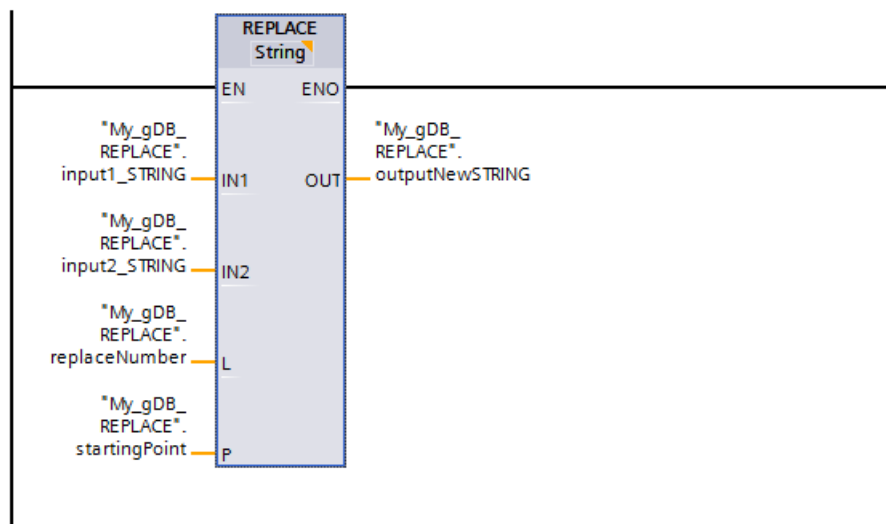 REPLACE
String
EN ENO
"My_gDB_
REPLACE".
input1_STRING
IN1
OUT
"My_gDB_
REPLACE".
outputNewSTRING
"My_gDB_
REPLACE".
input2_STRING
IN2
"My_gDB_
REPLACE".
replaceNumber
L
"My_gDB_
REPLACE".
startingPoint
P